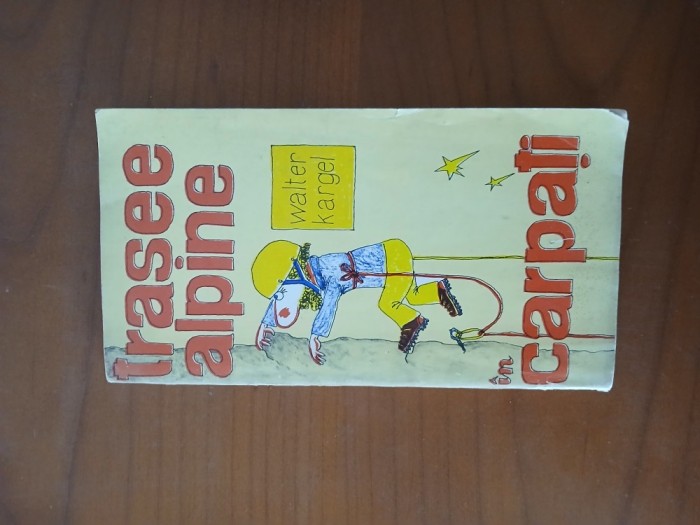 trasee
alpine
walter
kargel
în
carpați